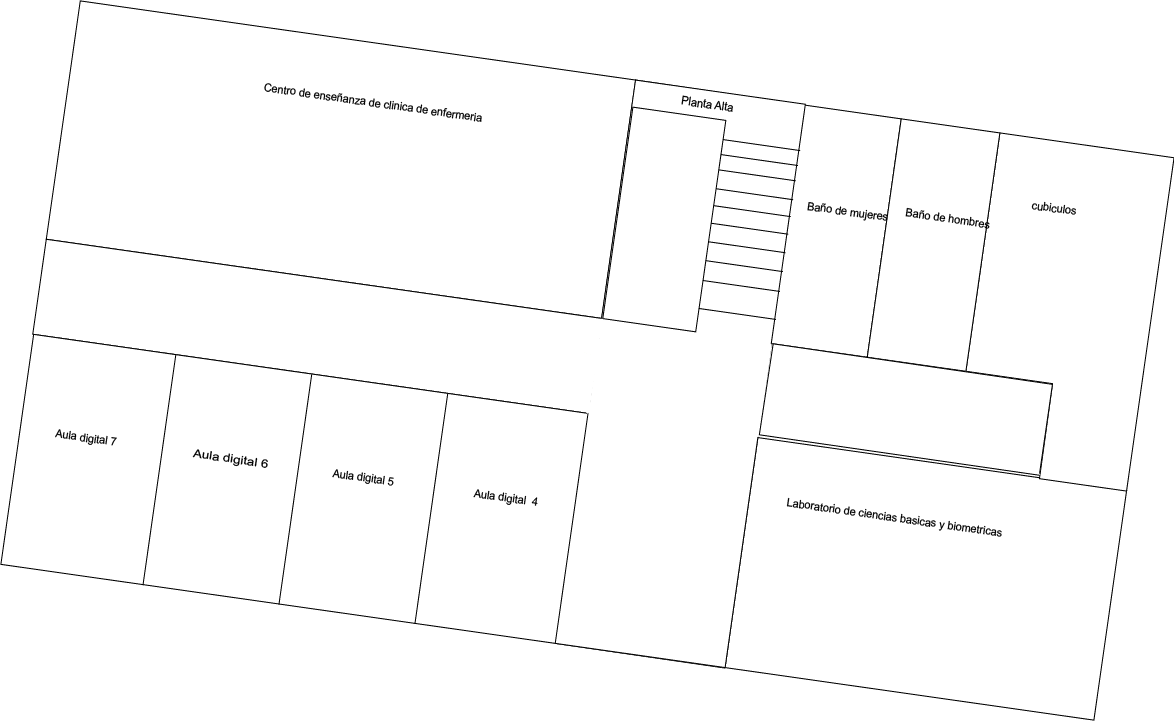 Centro de enseñanza de clinica de enfermeria
Planta Alta
Baño de mujeres
Baño de hombres
cubiculos
Aula digital 7
Aula digital 6
Aula digital 5
Aula digital 4
Laboratorio de ciencias basicas y biometricas